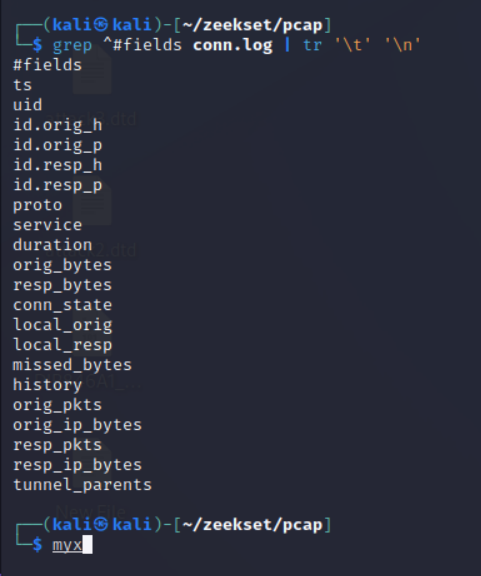 ┌──(kali㉿kali)-[~/zeekset/pcap]
└─$ grep ^#fields conn.log | tr '\t' '\n'
#fields
ts
uid
id.orig_h
id.orig_p
id.resp_h
id.resp_p
proto
service
duration
orig_bytes
resp_bytes
conn_state
local_orig
local_resp
missed_bytes
history
orig_pkts
orig_ip_bytes
resp_pkts
resp_ip_bytes
tunnel_parents
┌──(kali㉿kali)-[~/zeekset/pcap]
└─$ myx